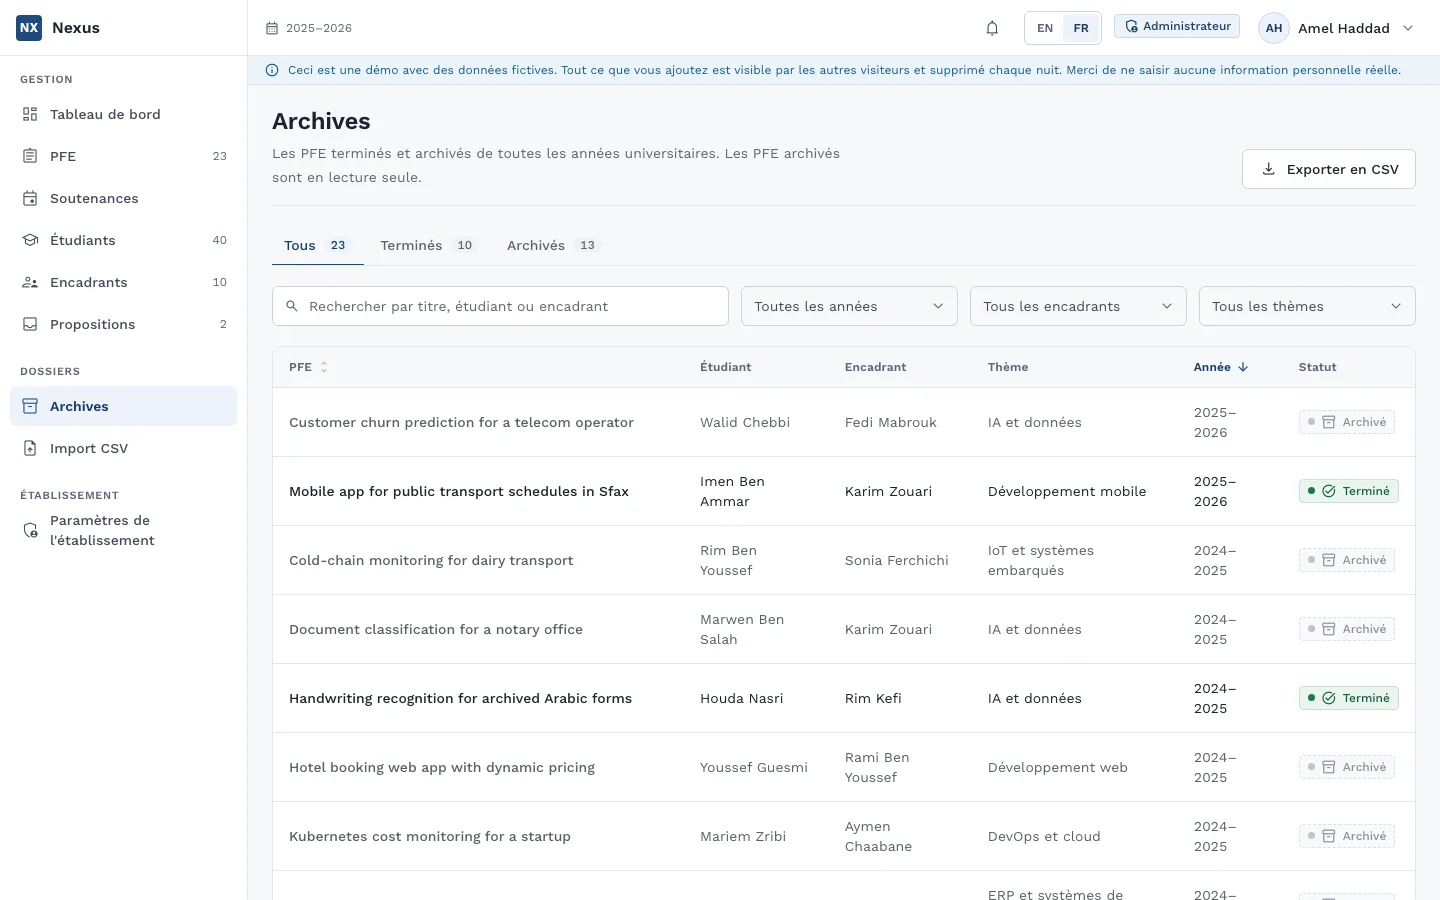 NX Nexus
2025–2026
EN FR
Administrateur
AH Amel Haddad
Ceci est une démo avec des données fictives. Tout ce que vous ajoutez est visible par les autres visiteurs et supprimé chaque nuit. Merci de ne saisir aucune information personnelle réelle.
GESTION
Tableau de bord
PFE 23
Soutenances
Étudiants 40
Encadrants 10
Propositions 2
DOSSIERS
Archives
Import CSV
ÉTABLISSEMENT
Paramètres de
l'établissement
Archives
Les PFE terminés et archivés de toutes les années universitaires. Les PFE archivés
sont en lecture seule.
Exporter en CSV
Tous 23 Terminés 10 Archivés 13
Rechercher par titre, étudiant ou encadrant
Toutes les années
Tous les encadrants
Tous les thèmes
PFE Étudiant Encadrant Thème Année Statut
Customer churn prediction for a telecom operator
Walid Chebbi
Fedi Mabrouk
IA et données
2025–
2026
Archivé
Mobile app for public transport schedules in Sfax
Imen Ben
Ammar
Karim Zouari
Développement mobile
2025–
2026
Terminé
Cold-chain monitoring for dairy transport
Rim Ben
Youssef
Sonia Ferchichi
IoT et systèmes
embarqués
2024–
2025
Archivé
Document classification for a notary office
Marwen Ben
Salah
Karim Zouari
IA et données
2024–
2025
Archivé
Handwriting recognition for archived Arabic forms
Houda Nasri
Rim Kefi
IA et données
2024–
2025
Terminé
Hotel booking web app with dynamic pricing
Youssef Guesmi
Rami Ben
Youssef
Développement web
2024–
2025
Archivé
Kubernetes cost monitoring for a startup
Mariem Zribi
Aymen
Chaabane
DevOps et cloud
2024–
2025
Archivé
ERP et systèmes de
2024–